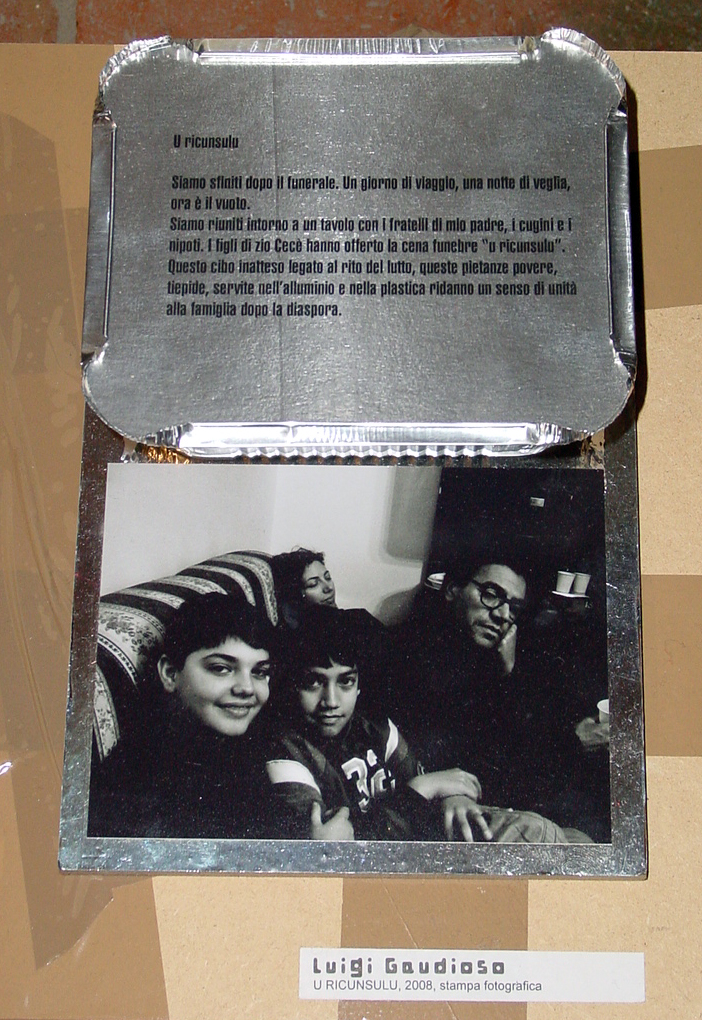 U ricunsulu
Siamo sfiniti dopo il funerale. Un giorno di viaggio, una notte di veglia,
ora è il vuoto.
Siamo riuniti intorno a un tavolo con i fratelli di mio padre, i cugini e i
nipoti. I figli di zio Cecè hanno offerto la cena funebre "u ricunsulu".
Questo cibo inatteso legato al rito del lutto, queste pietanze povere,
tiepide, servite nell'alluminio e nella plastica ridanno un senso di unità
alla famiglia dopo la diaspora.
32
Luigi Gaudioso
U RICUNSULU, 2008, stampa fotografica